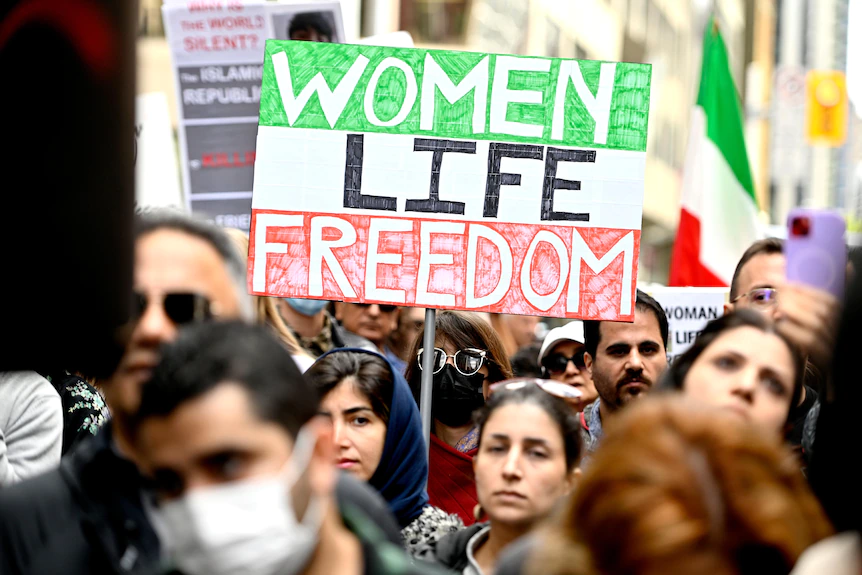 WHY IS
THE WORLD
SILENT?
THE ISLAMIC
REPUBLIC
WOMEN
LIFE
FREEDOM
WOMAN